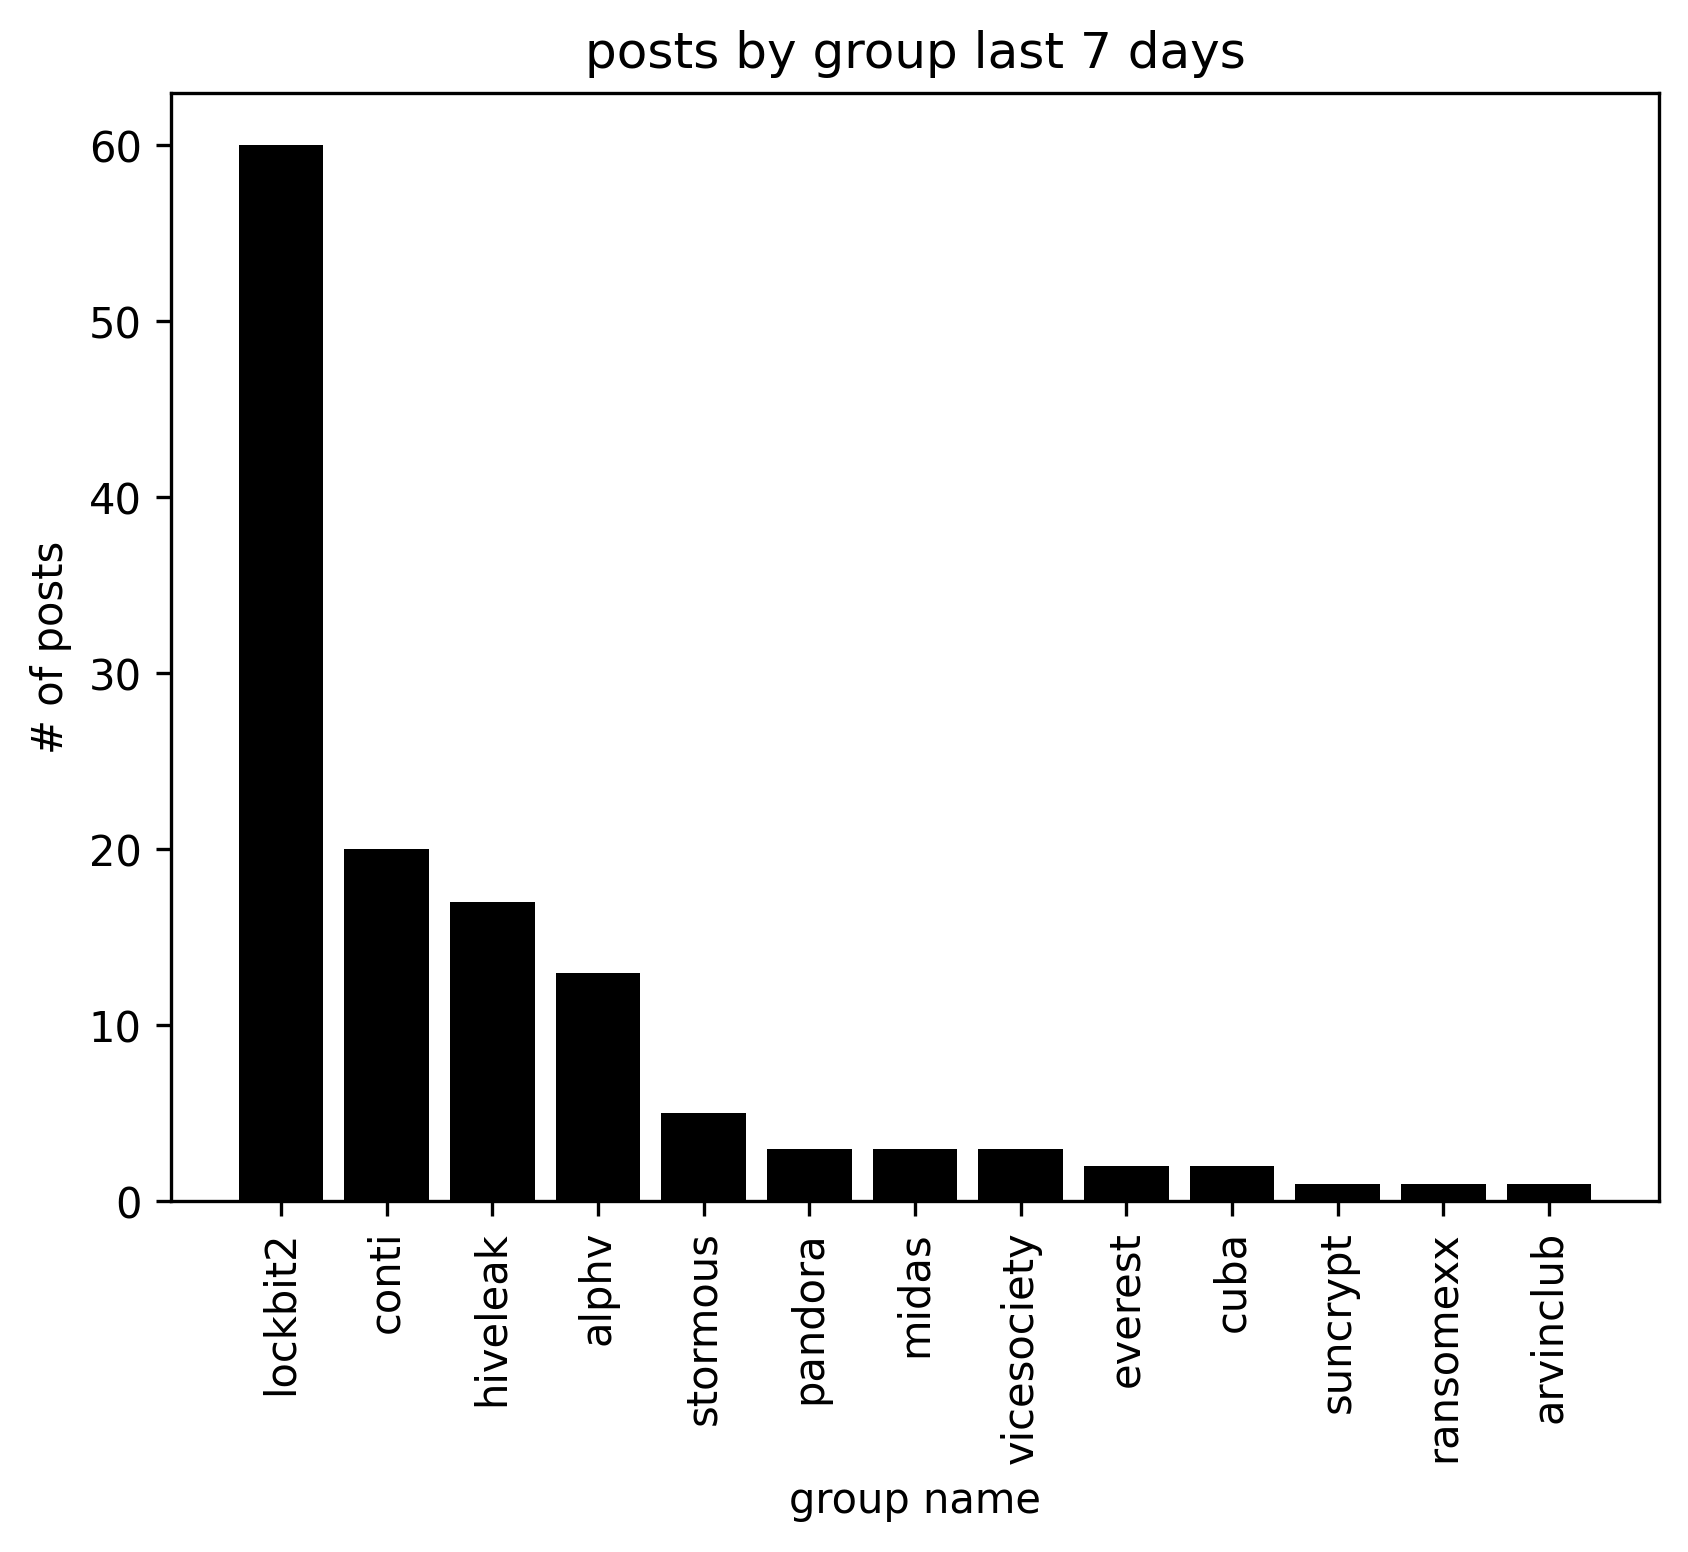 posts by group last 7 days
# of posts
60
50
40
30
20
10
0
lockbit2
conti
hiveleak
alphv
stormous
pandora
midas
vicesociety
everest
cuba
suncrypt
ransomexx
arvinclub
group name